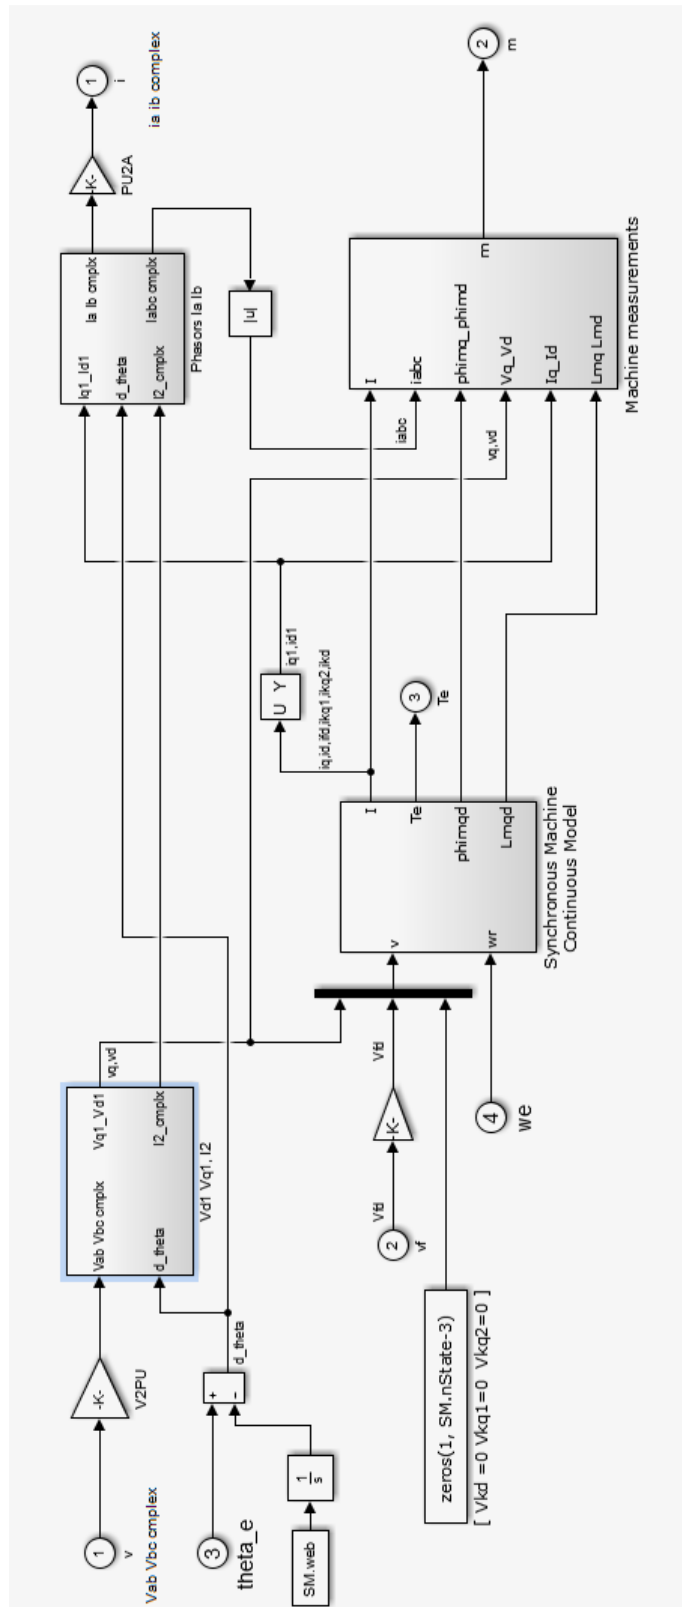 1
v
Vab Vbc cmplx
-K-
V2PU
Vab Vbc cmplx
d_theta
Vq1_Vd1
I2_cmplx
Vd1 Vq1, I2
vq,vd
3
theta_e
SM.web
1
s
+
-
d_theta
zeros(1, SM.nState-3)
[ Vkd =0 Vkq1=0 Vkq2=0 ]
2
vf
Vfd
-K-
Vfd
4
we
v
wr
I
Te
phimqd
Lmqd
Synchronous Machine
Continuous Model
iq,id,ifd,ikq1,ikq2,ikd
U Y
iq1,id1
3
Te
Iq1_Id1
d_theta
I2_cmplx
Ia Ib cmplx
Iabc cmplx
Phasors Ia Ib
|u|
-K-
PU2A
1
i
ia ib complex
iabc
vq,vd
I
iabc
phimq_phimd
Vq_Vd
Iq_Id
Lmq Lmd
m
Machine measurements
2
m